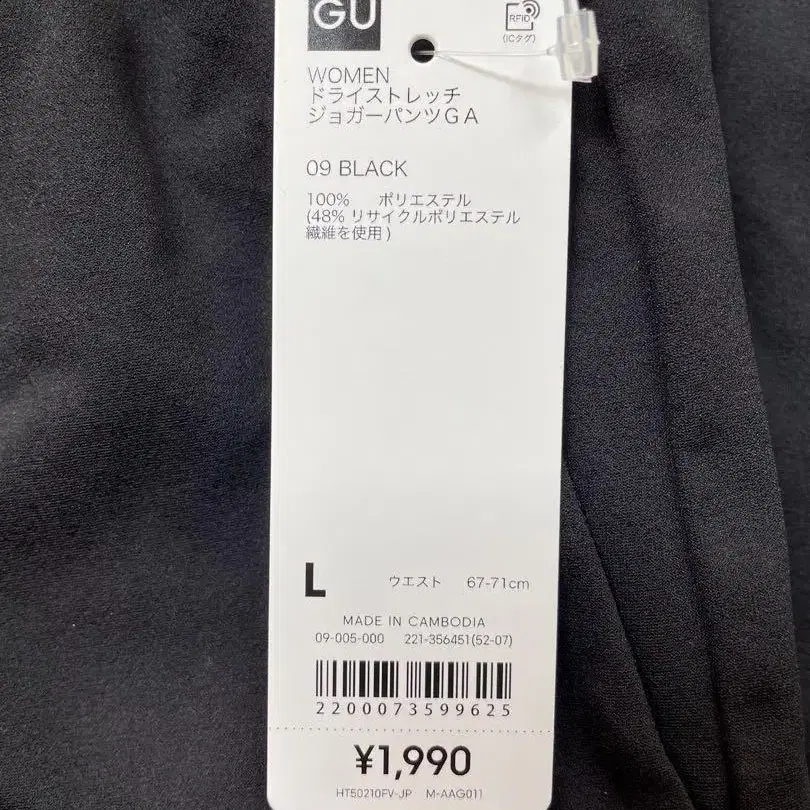 GU
RFID
(ICタグ)
WOMEN
ドライストレッチ
ジョガーパンツGA
09 BLACK
100% ポリエステル
(48% リサイクルポリエステル
繊維を使用)
L ウエスト 67-71cm
MADE IN CAMBODIA
09-005-000 221-356451(52-07)
2200073599625
¥1,990
HT50210FV-JP M-AAG011